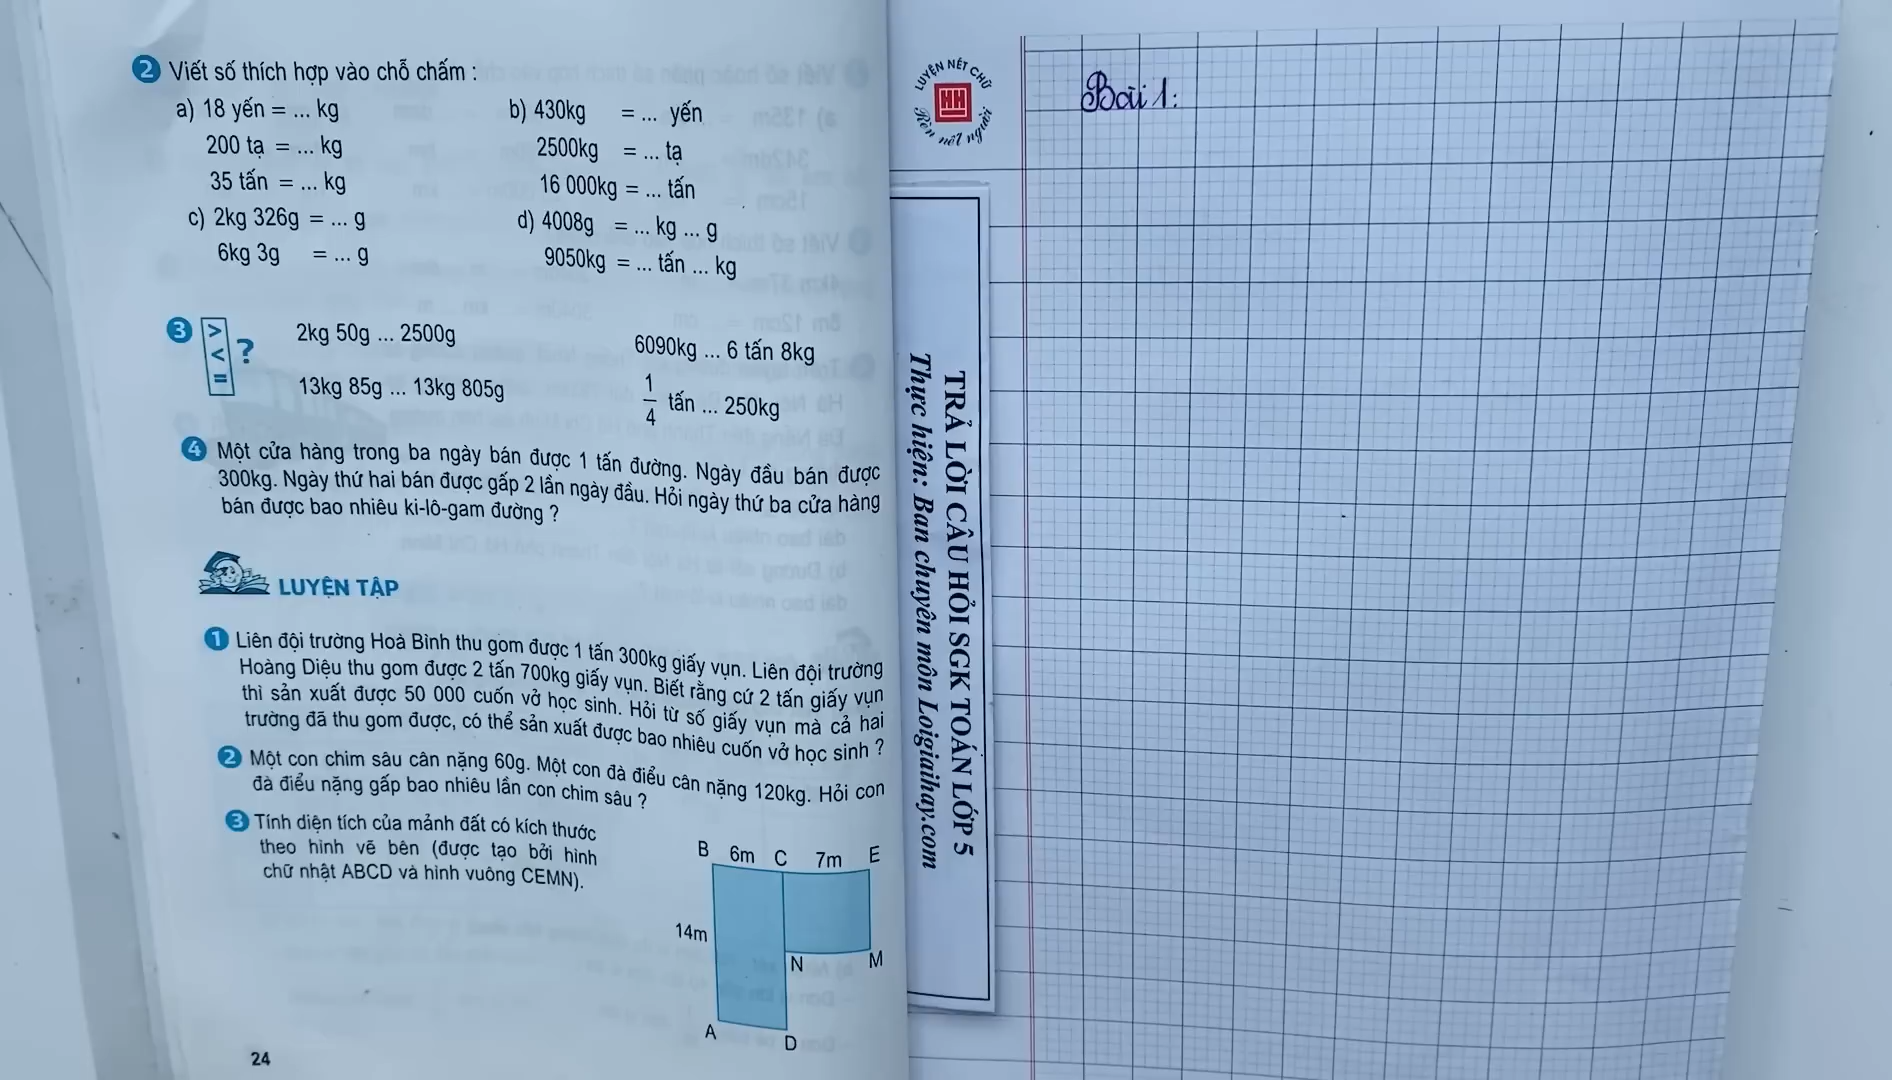 2 Viết số thích hợp vào chỗ chấm :
a) 18 yến = ... kg
200 tạ = ... kg
35 tấn = ... kg
b) 430kg = ... yến
2500kg = ... tạ
16 000kg = ... tấn
c) 2kg 326g = ... g
6kg 3g = ... g
d) 4008g = ... kg ... g
9050kg = ... tấn ... kg
3 > < = ?
2kg 50g ... 2500g
13kg 85g ... 13kg 805g
6090kg ... 6 tấn 8kg
1/4 tấn ... 250kg
4 Một cửa hàng trong ba ngày bán được 1 tấn đường. Ngày đầu bán được
300kg. Ngày thứ hai bán được gấp 2 lần ngày đầu. Hỏi ngày thứ ba cửa hàng
bán được bao nhiêu ki-lô-gam đường ?
LUYỆN TẬP
1 Liên đội trường Hoà Bình thu gom được 1 tấn 300kg giấy vụn. Liên đội trường
Hoàng Diệu thu gom được 2 tấn 700kg giấy vụn. Biết rằng cứ 2 tấn giấy vụn
thì sản xuất được 50 000 cuốn vở học sinh. Hỏi từ số giấy vụn mà cả hai
trường đã thu gom được, có thể sản xuất được bao nhiêu cuốn vở học sinh ?
2 Một con chim sâu cân nặng 60g. Một con đà điểu cân nặng 120kg. Hỏi con
đà điểu nặng gấp bao nhiêu lần con chim sâu ?
3 Tính diện tích của mảnh đất có kích thước
theo hình vẽ bên (được tạo bởi hình
chữ nhật ABCD và hình vuông CEMN).
B 6m C 7m E
14m
N M
A D
24
LUYỆN NÉT CHỮ
HH
Rèn nết người
TRẢ LỜI CÂU HỎI SGK TOÁN LỚP 5
Thực hiện: Ban chuyên môn Loigiaihay.com
Bài 1: